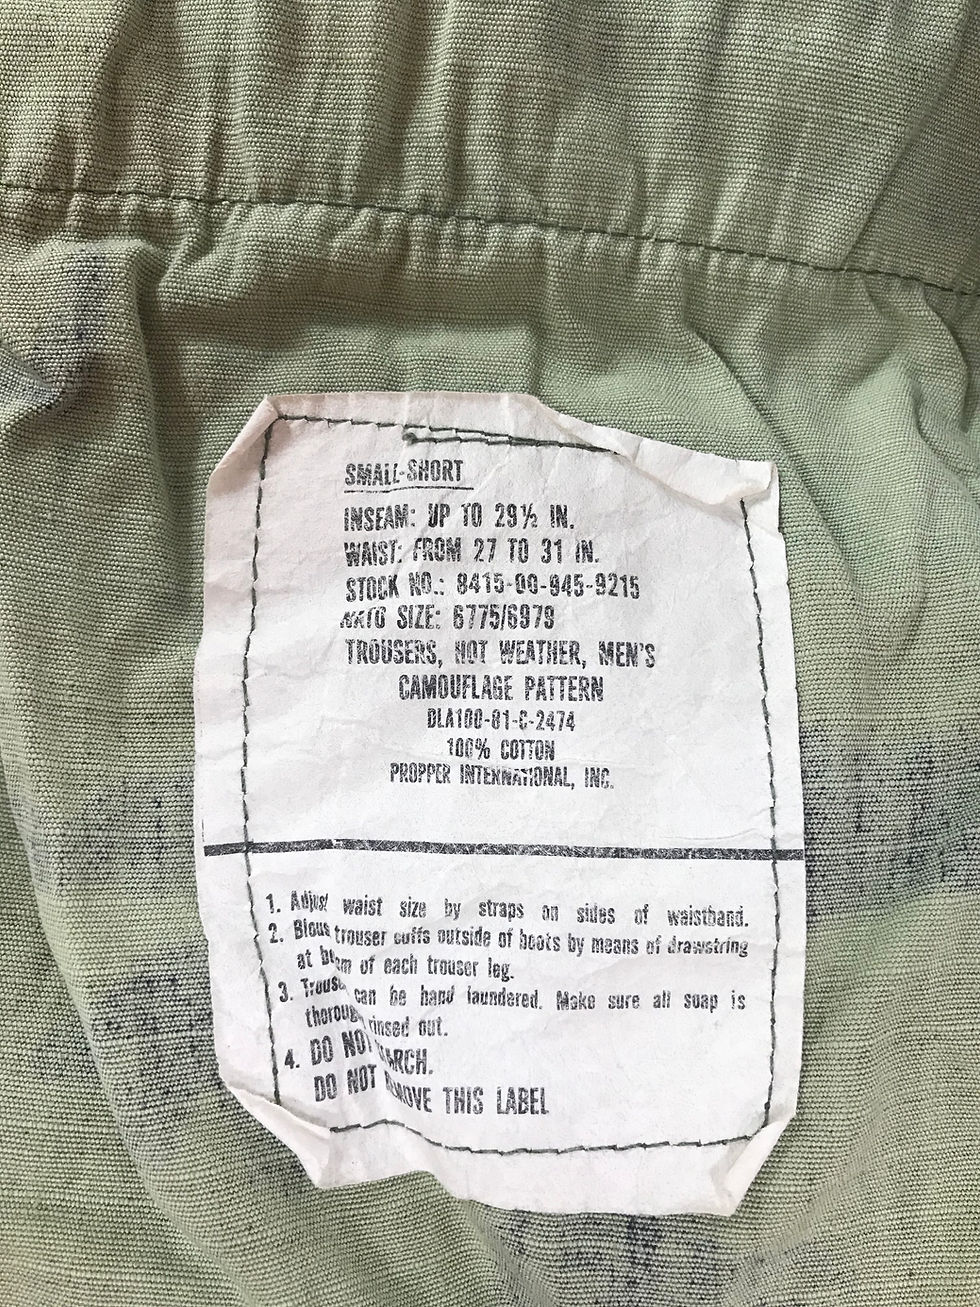 SMALL-SHORT
INSEAM: UP TO 29½ IN.
WAIST: FROM 27 TO 31 IN.
STOCK NO.: 8415-00-945-9215
SIZE: 6775/6979
TROUSERS, HOT WEATHER, MEN'S
CAMOUFLAGE PATTERN
DLA100-81-C-2474
100% COTTON
PROPPER INTERNATIONAL, INC.
1. Adjust waist size by straps on sides of waistband.
2. Blous trouser cuffs outside of boots by means of drawstring
at of each trouser leg.
3. can be hand laundered. Make sure all soap is
rinsed out.
4. DO NOT
DO NOT THIS LABEL